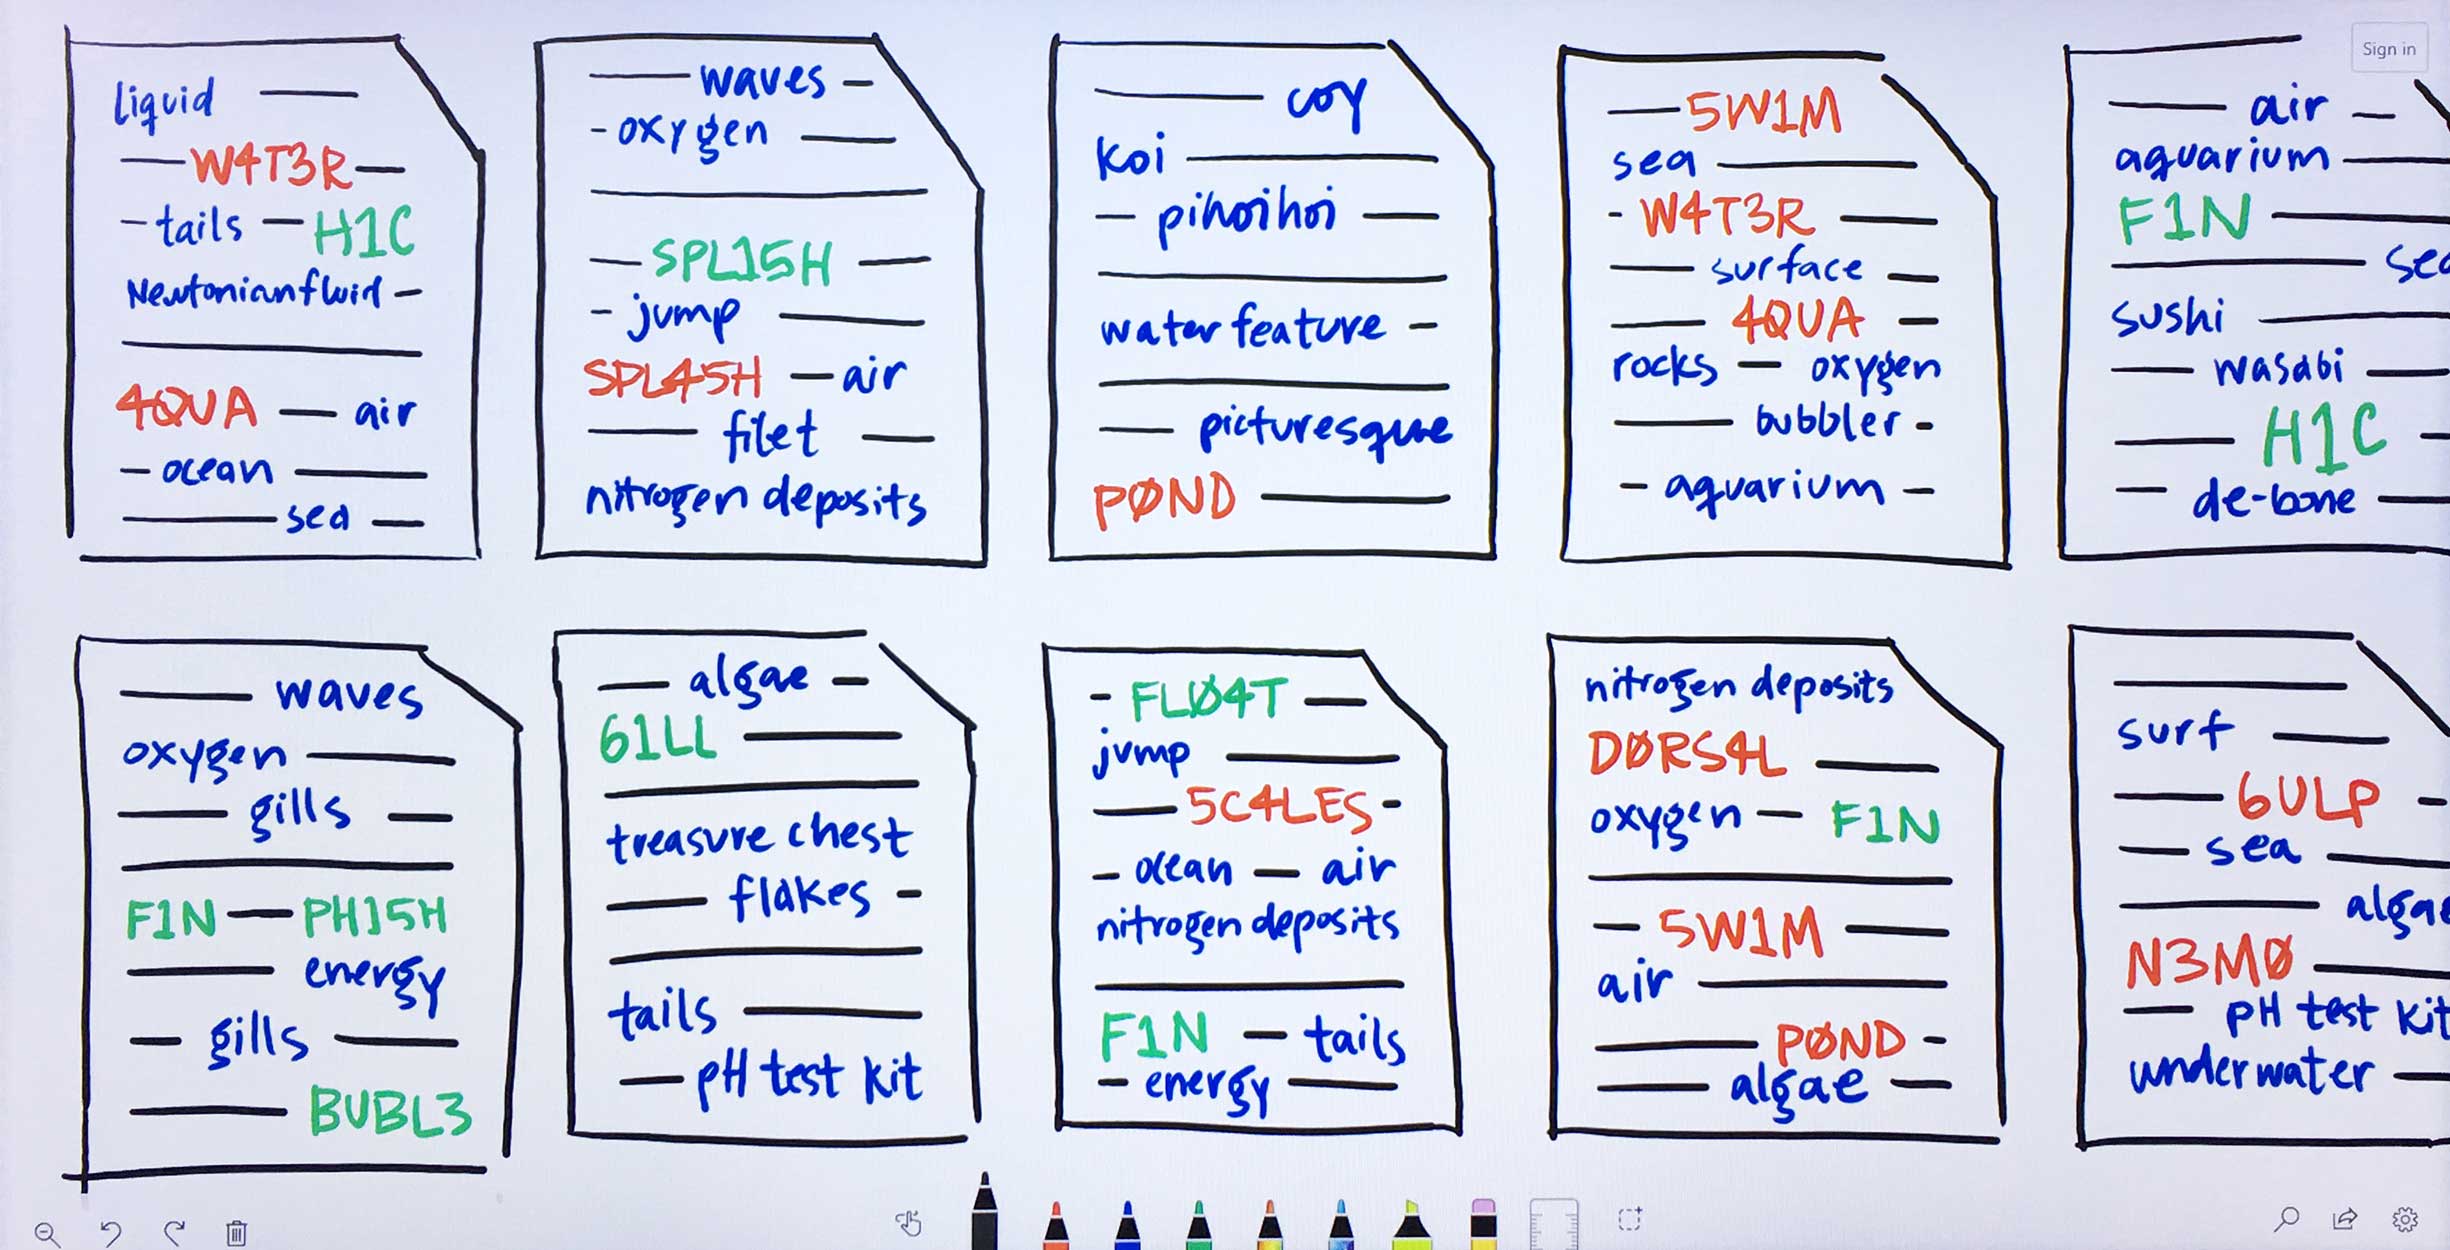 Sign in
liquid
W4T3R
tails H1C
Newtonianfluid
4QUA air
ocean
sea
waves
oxygen
SPL15H
jump
SPL45H air
filet
nitrogen deposits
coy
Koi
pihoihoi
water feature
picturesque
PØND
5W1M
sea
W4T3R
surface
4QUA
rocks oxygen
bubbler
aquarium
air
aquarium
F1N
sea
sushi
wasabi
H1C
de-bone
waves
oxygen
gills
F1N PH15H
energy
gills
BUBL3
algae
61LL
treasure chest
flakes
tails
pH test kit
FLØ4T
jump
5C4LES
ocean air
nitrogen deposits
F1N tails
energy
nitrogen deposits
DØRS4L
oxygen F1N
5W1M
air
PØND
algae
surf
6ULP
sea
algae
N3MØ
pH test kit
underwater